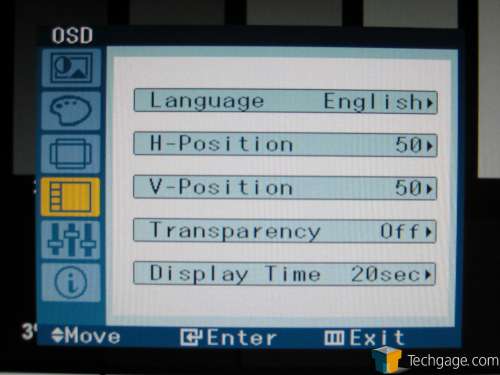 OSD
Language English
H-Position 50
V-Position 50
Transparency Off
Display Time 20sec
Move Enter Exit
Techgage.com